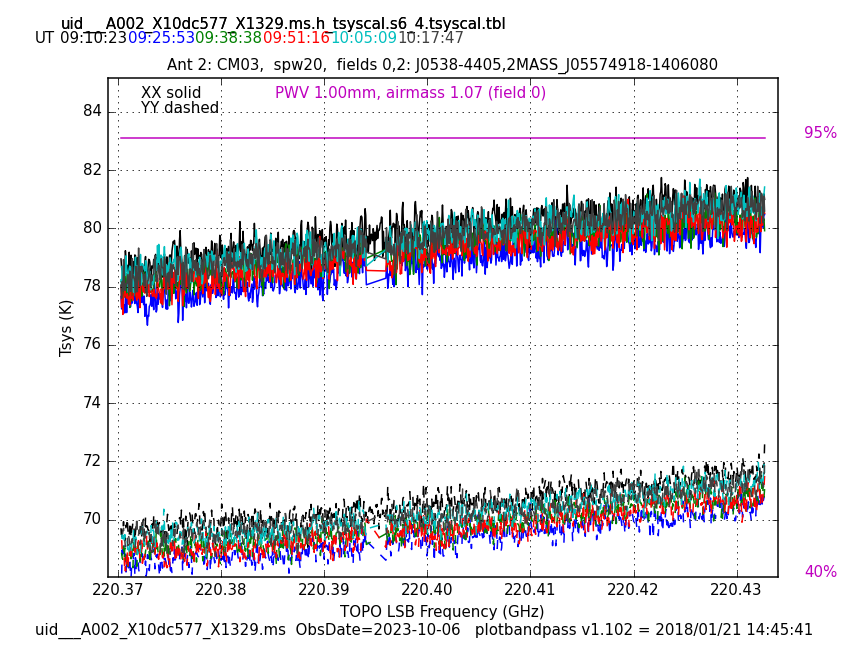 uid___A002_X10dc577_X1329.ms.h_tsyscal.s6_4.tsyscal.tbl
UT 09:10:23 09:25:53 09:38:38 09:51:16 10:05:09 10:17:47
Ant 2: CM03,  spw20,  fields 0,2: J0538-4405,2MASS_J05574918-1406080
XX solid
PWV 1.00mm, airmass 1.07 (field 0)
YY dashed
84
95%
82
80
78
76
Tsys (K)
74
72
70
40%
220.37 220.38 220.39 220.40 220.41 220.42 220.43
TOPO LSB Frequency (GHz)
uid___A002_X10dc577_X1329.ms  ObsDate=2023-10-06   plotbandpass v1.102 = 2018/01/21 14:45:41